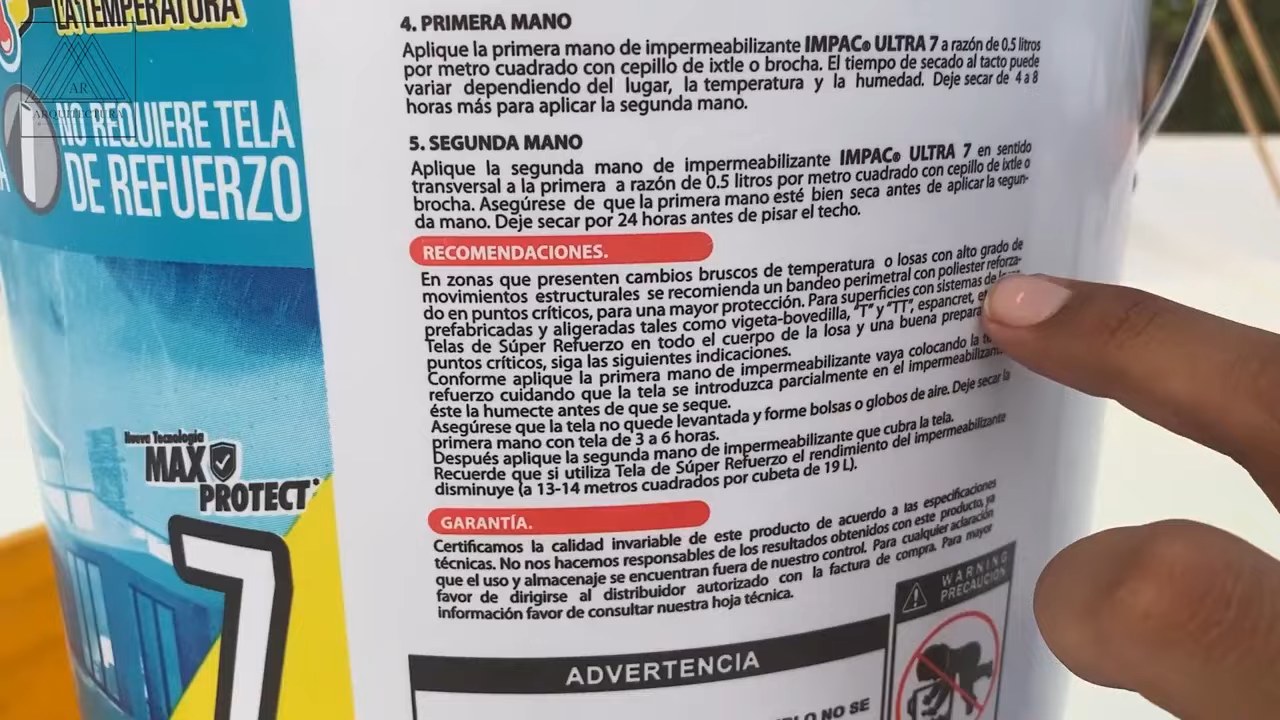 LA TEMPERATURA
AR
ARQUITECTURA
NO REQUIERE TELA
DE REFUERZO
Nueva Tecnología
MAX
PROTECT
7
4. PRIMERA MANO
Aplique la primera mano de impermeabilizante IMPAC® ULTRA 7 a razón de 0.5 litros
por metro cuadrado con cepillo de ixtle o brocha. El tiempo de secado al tacto puede
variar dependiendo del lugar, la temperatura y la humedad. Deje secar de 4 a 8
horas más para aplicar la segunda mano.
5. SEGUNDA MANO
Aplique la segunda mano de impermeabilizante IMPAC® ULTRA 7 en sentido
transversal a la primera a razón de 0.5 litros por metro cuadrado con cepillo de ixtle o
brocha. Asegúrese de que la primera mano esté bien seca antes de aplicar la segun-
da mano. Deje secar por 24 horas antes de pisar el techo.
RECOMENDACIONES.
En zonas que presenten cambios bruscos de temperatura o losas con alto grado de
movimientos estructurales se recomienda un bandeo perimetral con poliester reforza-
do en puntos críticos, para una mayor protección. Para superficies con sistemas de
prefabricadas y aligeradas tales como vigeta-bovedilla, "T" y "TT", espancret,
Telas de Súper Refuerzo en todo el cuerpo de la losa y una buena
puntos críticos, siga las siguientes indicaciones.
Conforme aplique la primera mano de impermeabilizante vaya colocando la
refuerzo cuidando que la tela se introduzca parcialmente en el
éste la humecte antes de que se seque.
Asegúrese que la tela no quede levantada y forme bolsas o globos de aire. Deje secar la
primera mano con tela de 3 a 6 horas.
Después aplique la segunda mano de impermeabilizante que cubra la tela.
Recuerde que si utiliza Tela de Súper Refuerzo el rendimiento del impermeabilizante
disminuye (a 13-14 metros cuadrados por cubeta de 19 L).
GARANTÍA.
Certificamos la calidad invariable de este producto de acuerdo a las especificaciones
técnicas. No nos hacemos responsables de los resultados obtenidos con este producto, ya
que el uso y almacenaje se encuentran fuera de nuestro control. Para cualquier aclaración
favor de dirigirse al distribuidor autorizado con la factura de compra. Para mayor
información favor de consultar nuestra hoja técnica.
ADVERTENCIA
NO SE
WARNING
PRECAUCIÓN